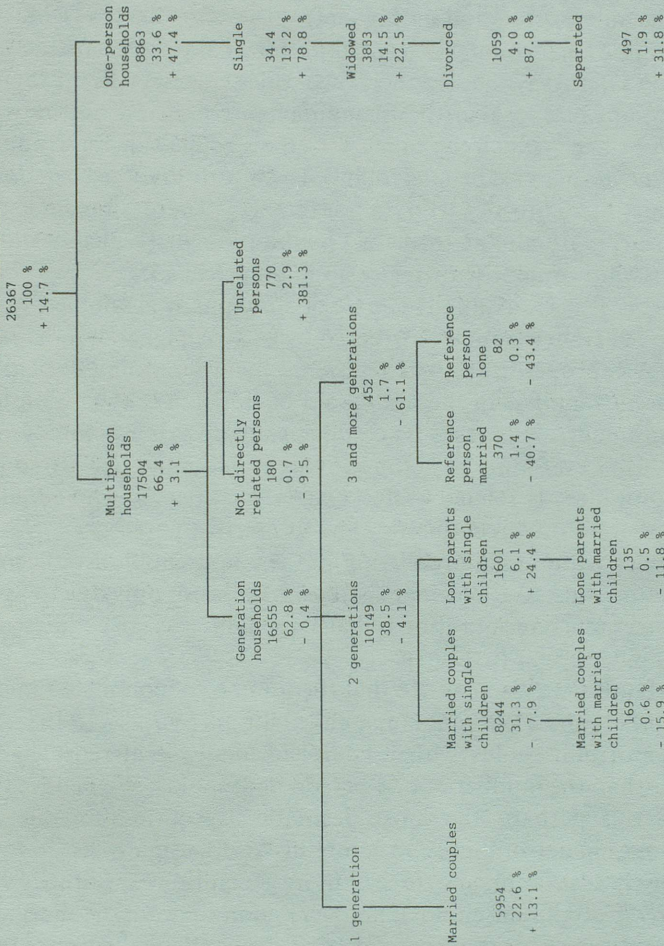 26367
100 %
+ 14.7 %
Multiperson
households
17504
66.4 %
+ 3.1 %
One-person
households
8863
33.6 %
+ 47.4 %
Generation
households
16555
62.8 %
- 0.4 %
Not directly
related persons
180
0.7 %
- 9.5 %
Unrelated
persons
770
2.9 %
+ 381.3 %
Single
34.4
13.2 %
+ 78.8 %
Widowed
3833
14.5 %
+ 22.5 %
Divorced
1059
4.0 %
+ 87.8 %
Separated
497
1.9 %
+ 31.8 %
1 generation
2 generations
10149
38.5 %
- 4.1 %
3 and more generations
452
1.7 %
- 61.1 %
Married couples
5954
22.6 %
+ 13.1 %
Married couples
with single
children
8244
31.3 %
- 7.9 %
Lone parents
with single
children
1601
6.1 %
+ 24.4 %
Reference
person
married
370
1.4 %
- 40.7 %
Reference
person
lone
82
0.3 %
- 43.4 %
Married couples
with married
children
169
0.6 %
- 15.9 %
Lone parents
with married
children
135
0.5 %
- 11.8 %